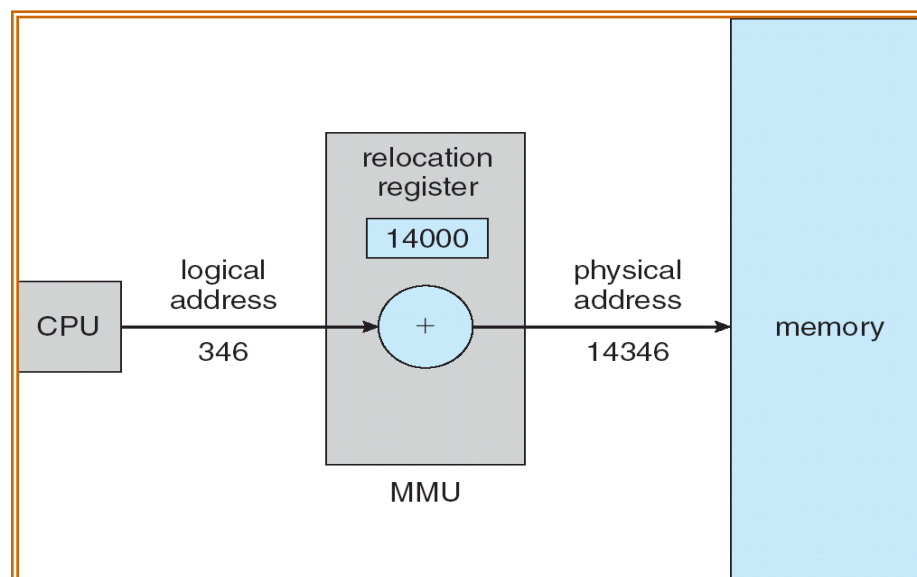 relocation
register
14000
logical
address
physical
address
CPU
+
memory
346
14346
MMU